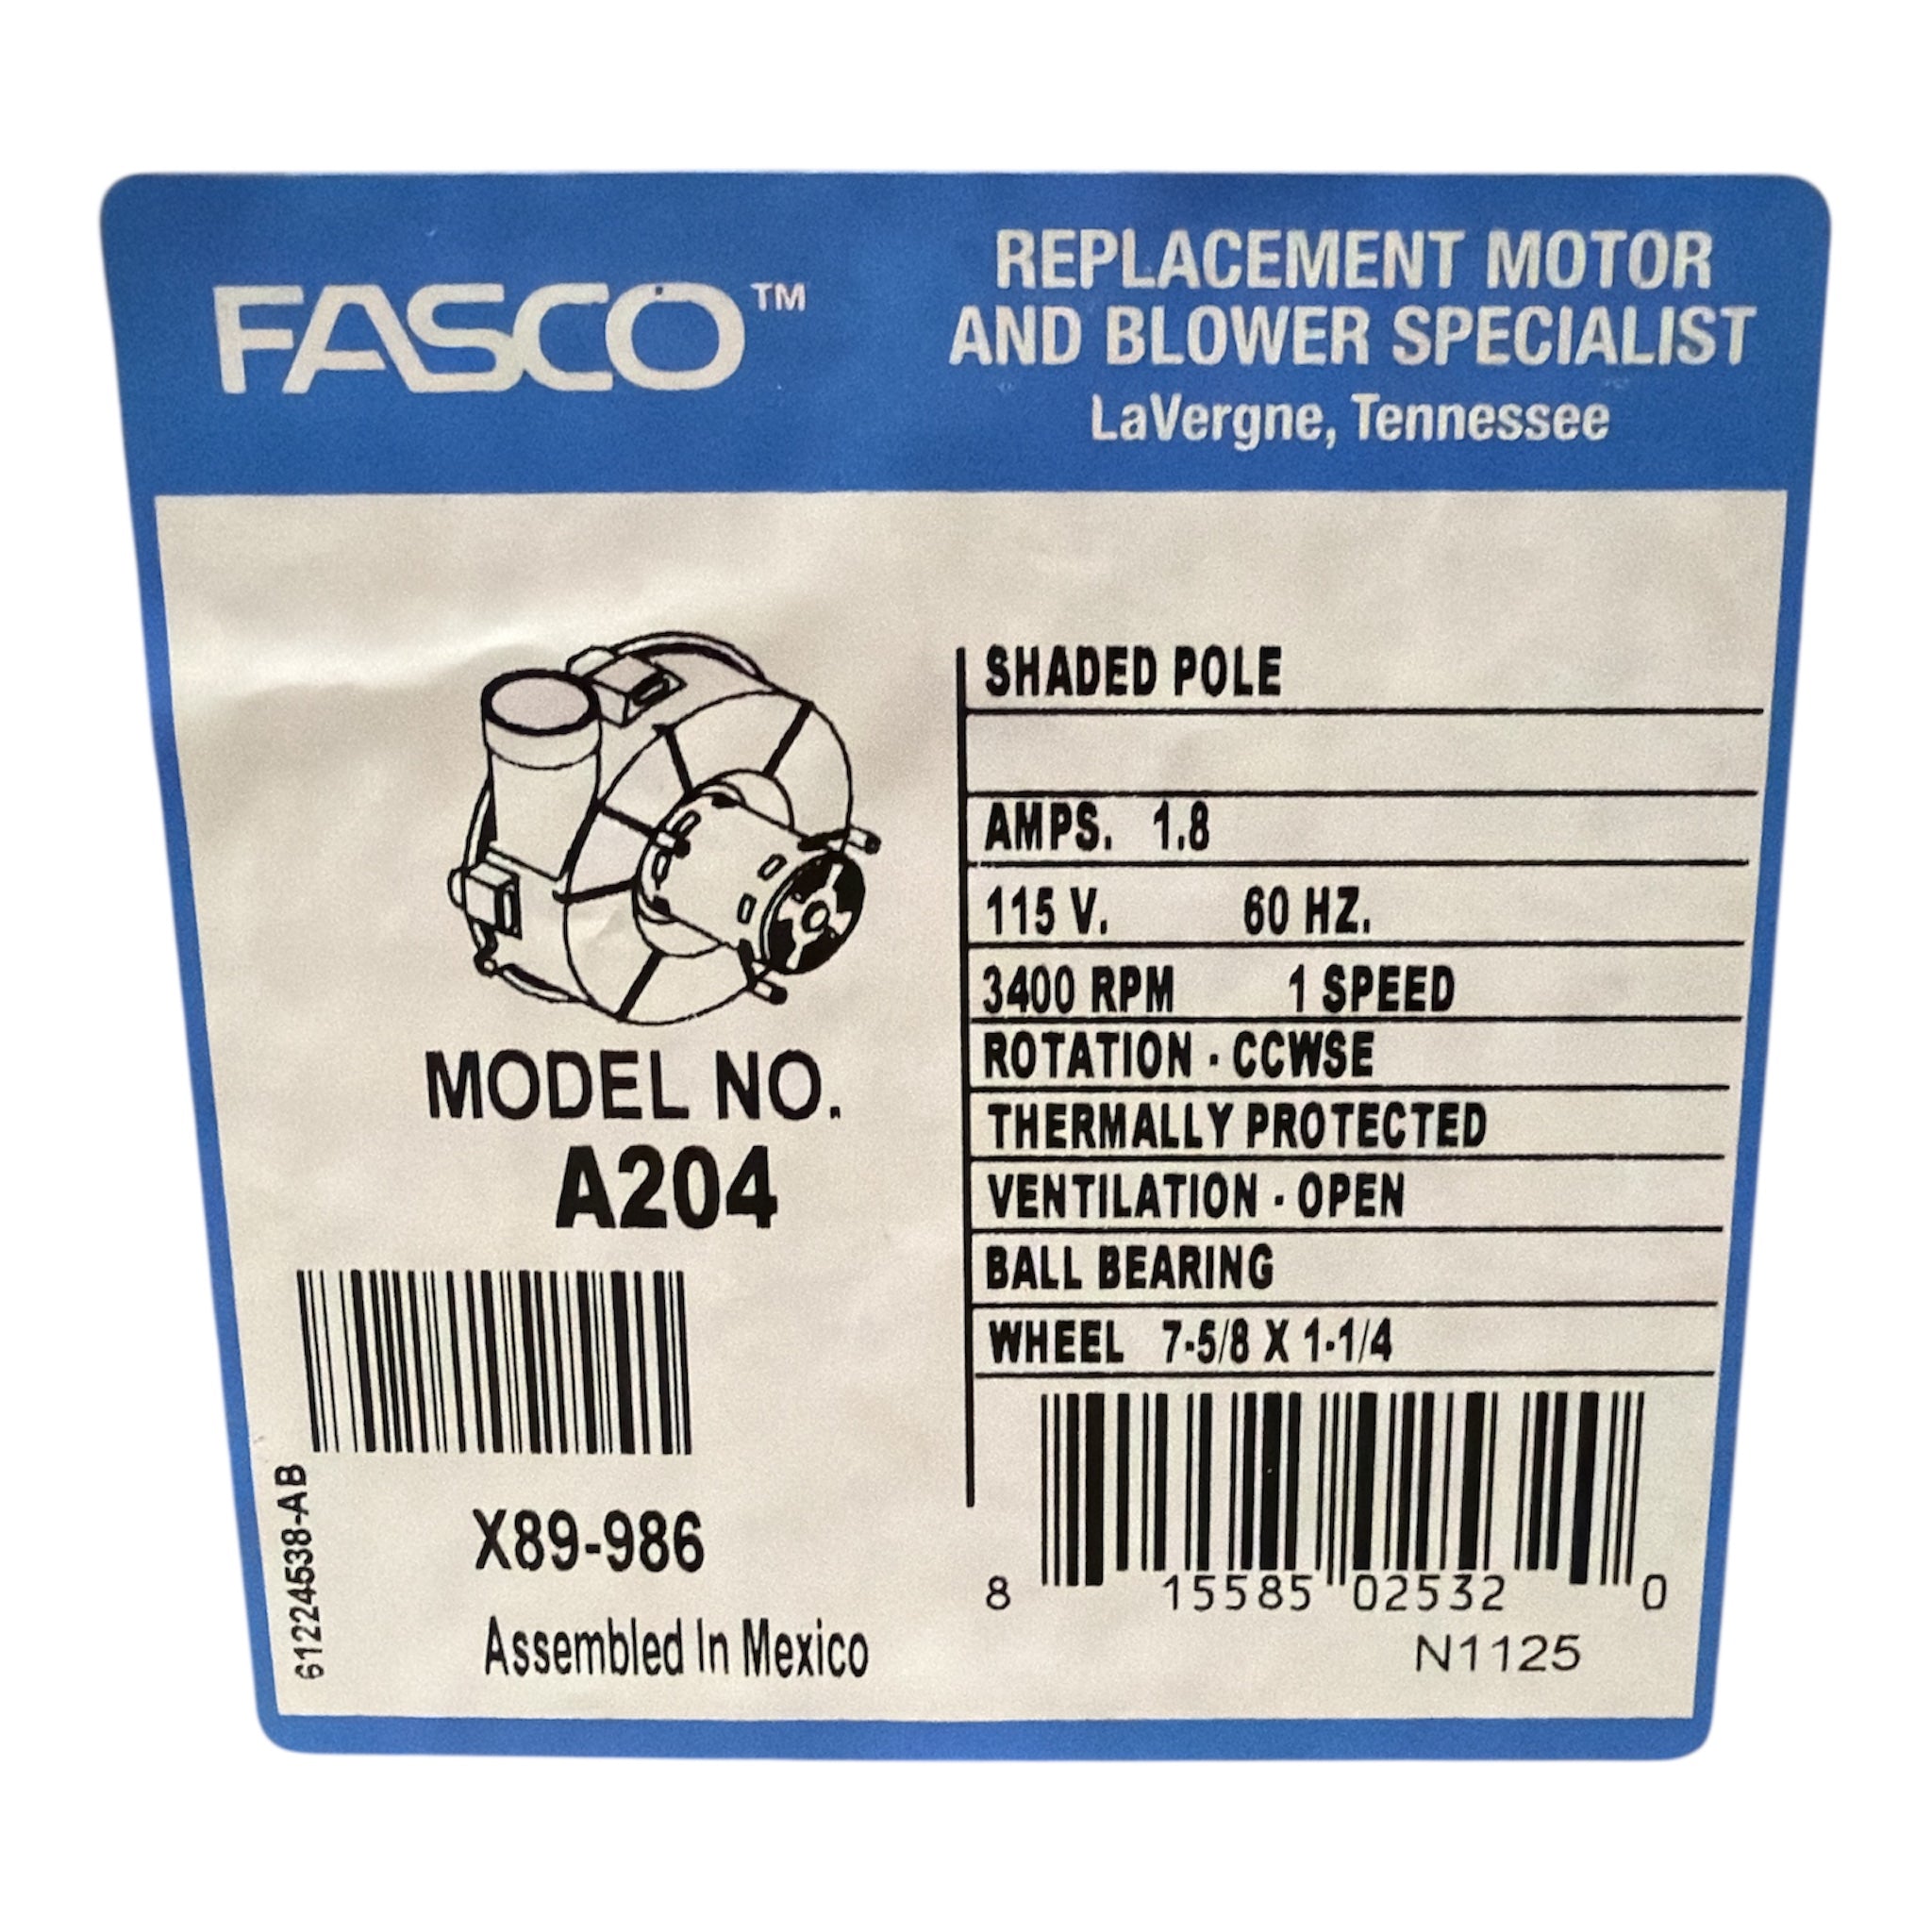 FASCO™
REPLACEMENT MOTOR
AND BLOWER SPECIALIST
LaVergne, Tennessee
MODEL NO.
A204
X89-986
Assembled In Mexico
61224538-AB
SHADED POLE
AMPS. 1.8
115 V. 60 HZ.
3400 RPM 1 SPEED
ROTATION - CCWSE
THERMALLY PROTECTED
VENTILATION - OPEN
BALL BEARING
WHEEL 7-5/8 X 1-1/4
8 15585 02532 0
N1125